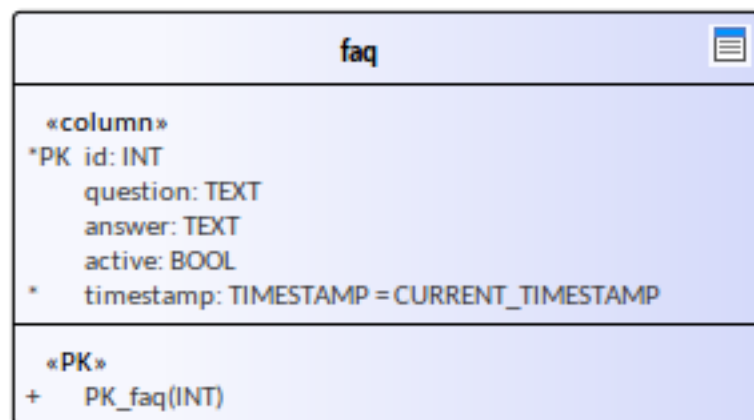 faq
«column»
*PK id: INT
question: TEXT
answer: TEXT
active: BOOL
* timestamp: TIMESTAMP = CURRENT_TIMESTAMP
«PK»
+ PK_faq(INT)